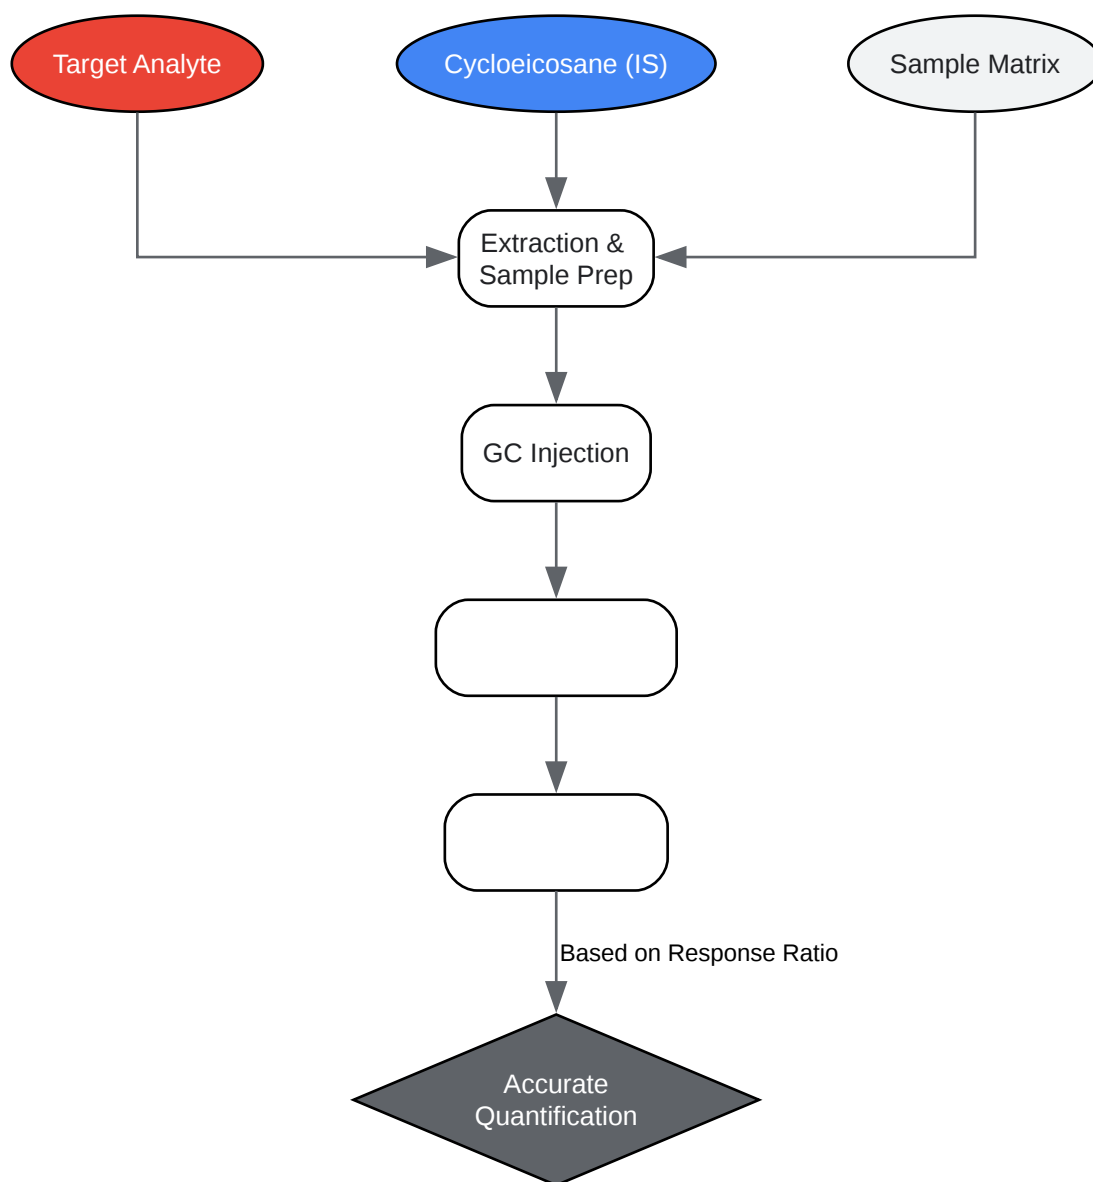 Target Analyte
Cycloeicosane (IS)
Sample Matrix
Extraction &
Sample Prep
GC Injection
Based on Response Ratio
Accurate
Quantification